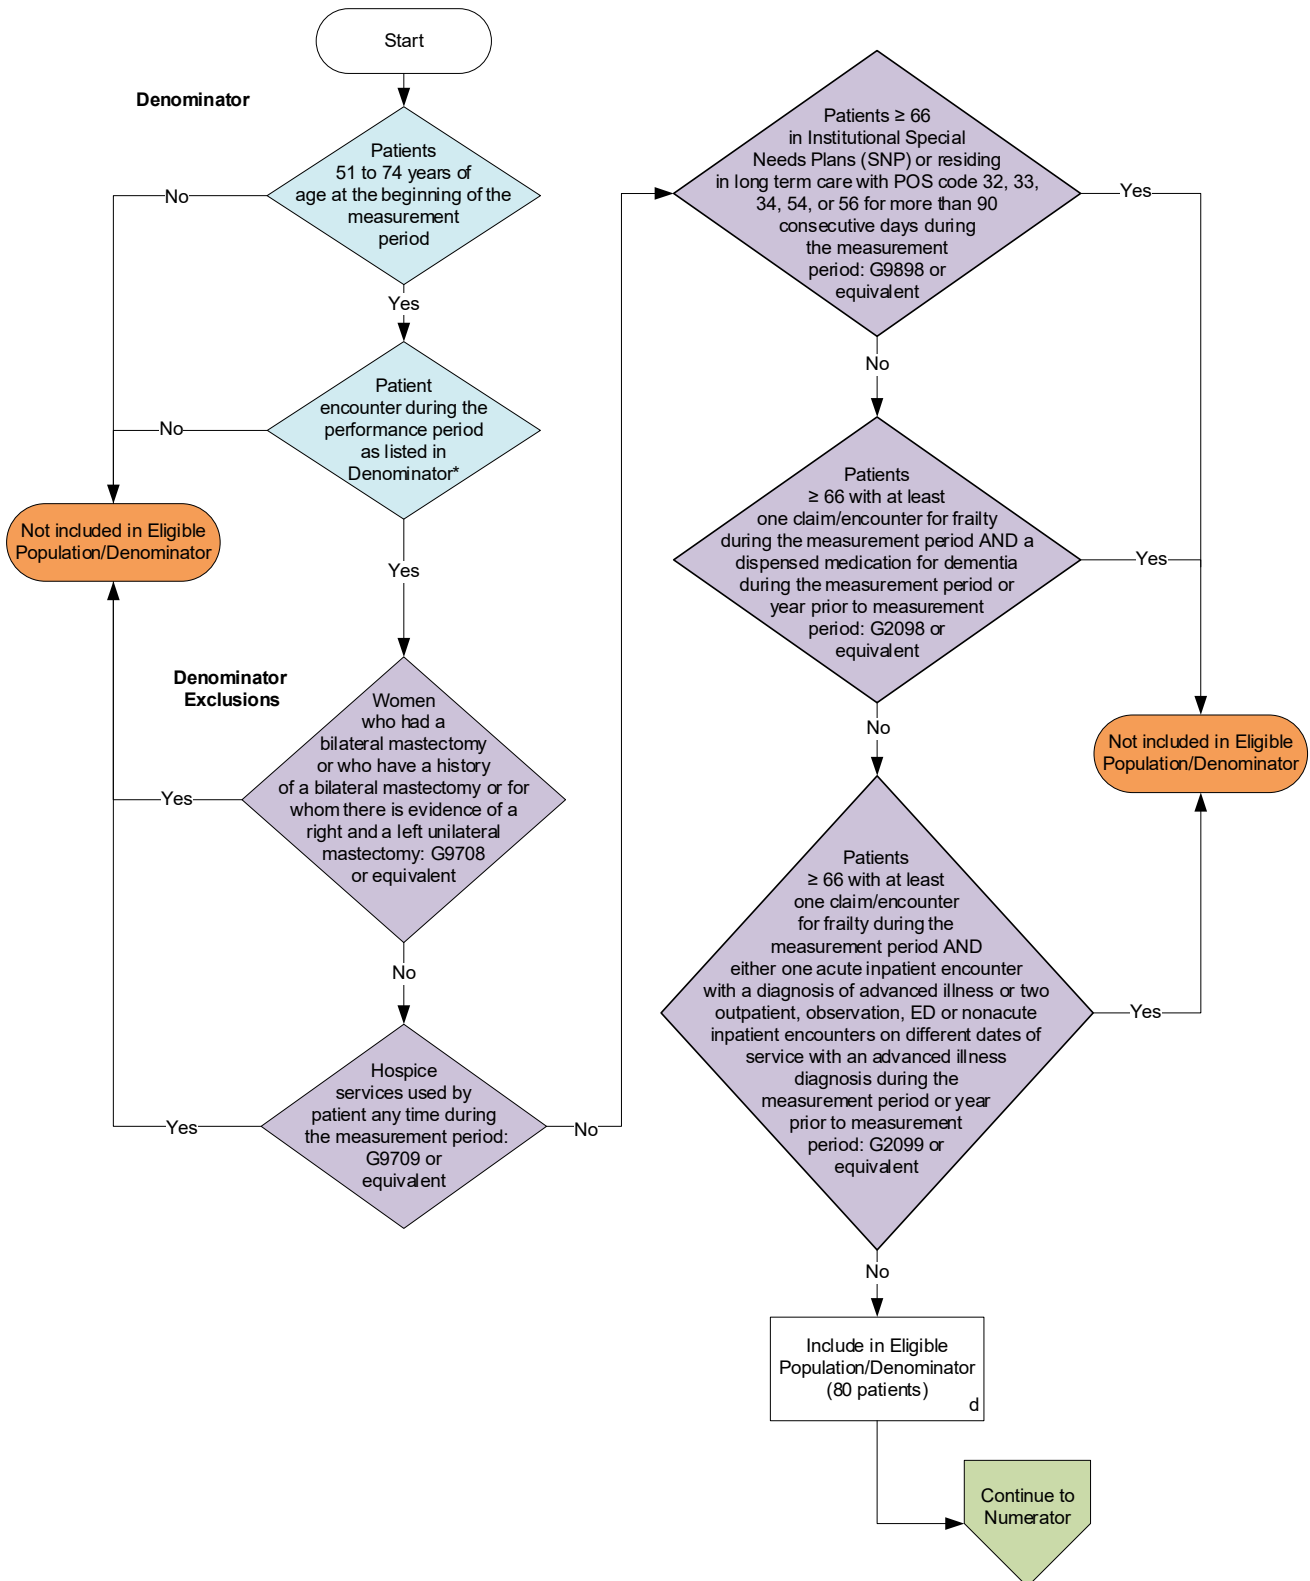 Start
Denominator
Patients
51 to 74 years of
age at the beginning of the
measurement
period
No
Yes
Patient
encounter during the
performance period
as listed in
Denominator*
No
Not included in Eligible
Population/Denominator
Yes
Denominator
Exclusions
Women
who had a
bilateral mastectomy
or who have a history
of a bilateral mastectomy or for
whom there is evidence of a
right and a left unilateral
mastectomy: G9708
or equivalent
Yes
No
Hospice
services used by
patient any time during
the measurement period:
G9709 or
equivalent
Yes
No
Patients ≥ 66
in Institutional Special
Needs Plans (SNP) or residing
in long term care with POS code 32, 33,
34, 54, or 56 for more than 90
consecutive days during
the measurement
period: G9898 or
equivalent
Yes
No
Patients
≥ 66 with at least
one claim/encounter for frailty
during the measurement period AND a
dispensed medication for dementia
during the measurement period or
year prior to measurement
period: G2098 or
equivalent
Yes
No
Not included in Eligible
Population/Denominator
Patients
≥ 66 with at least
one claim/encounter
for frailty during the
measurement period AND
either one acute inpatient encounter
with a diagnosis of advanced illness or two
outpatient, observation, ED or nonacute
inpatient encounters on different dates of
service with an advanced illness
diagnosis during the
measurement period or year
prior to measurement
period: G2099 or
equivalent
Yes
No
Include in Eligible
Population/Denominator
(80 patients)
d
Continue to
Numerator